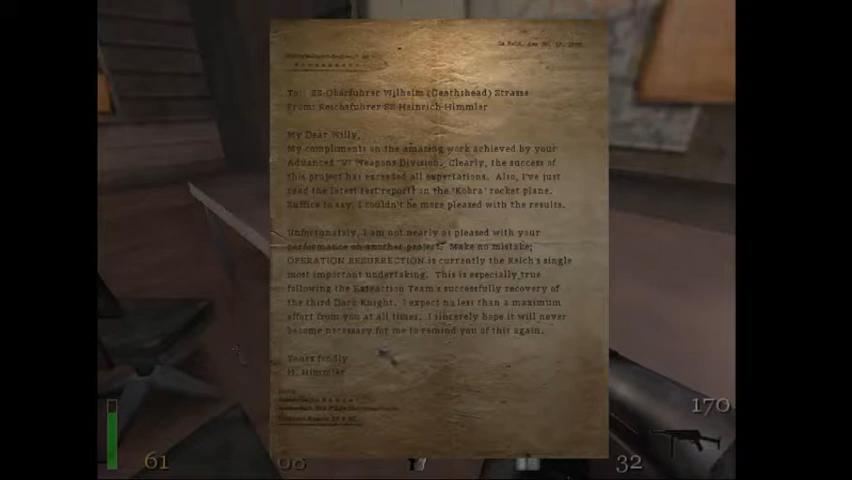 To: SS-Oberfuhrer Wilhelm (Deathshead) Strasse
From: Reichsfuhrer SS Heinrich Himmler
My Dear Willy,
My compliments on the amazing work achieved by your
Advanced "V" Weapons Division. Clearly, the success of
this project has exceeded all expectations. Also, I've just
read the latest test report on the 'Kobra' rocket plane.
Suffice to say, I couldn't be more pleased with the results.
Unfortunately, I am not nearly as pleased with your
performance on another project. Make no mistake;
OPERATION RESURRECTION is currently the Reich's single
most important undertaking. This is especially true
following the Extraction Team's successfully recovery of
the third Dark Knight. I expect no less than a maximum
effort from you at all times. I sincerely hope it will never
become necessary for me to remind you of this again.
Yours fondly
H. Himmler
170
61
32